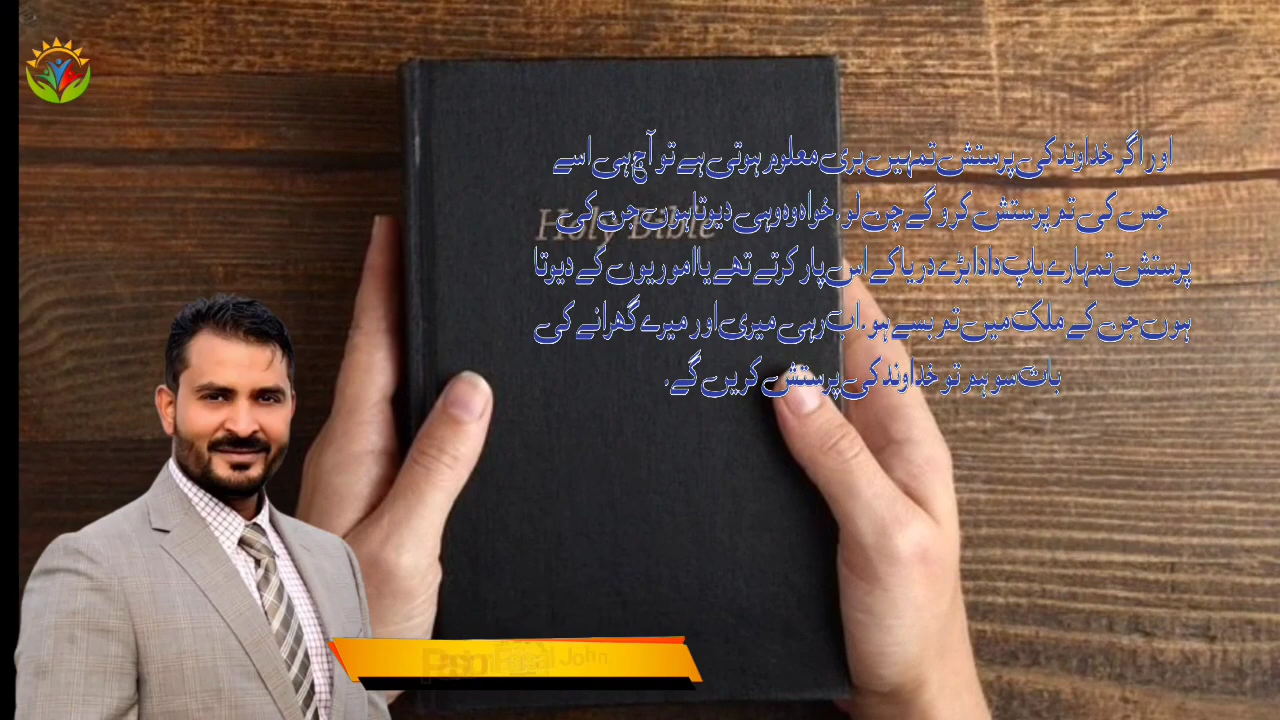 اور اگر خداوند کی پرستش تمہیں بری معلوم ہوتی ہے تو آج ہی اسے
جس کی تم پرستش کرو گے چن لو۔خواہ وہ وہی دیوتا ہوں جن کی
پرستش تمہارے باپ دادا بڑے دریا کے اس پار کرتے تھے یا اموریوں کے دیوتا
ہوں جن کے ملک میں تم بسے ہو۔اب رہی میری اور میرے گھرانے کی
بات سو ہم تو خداوند کی پرستش کریں گے۔
Holy Bible
Pastor John